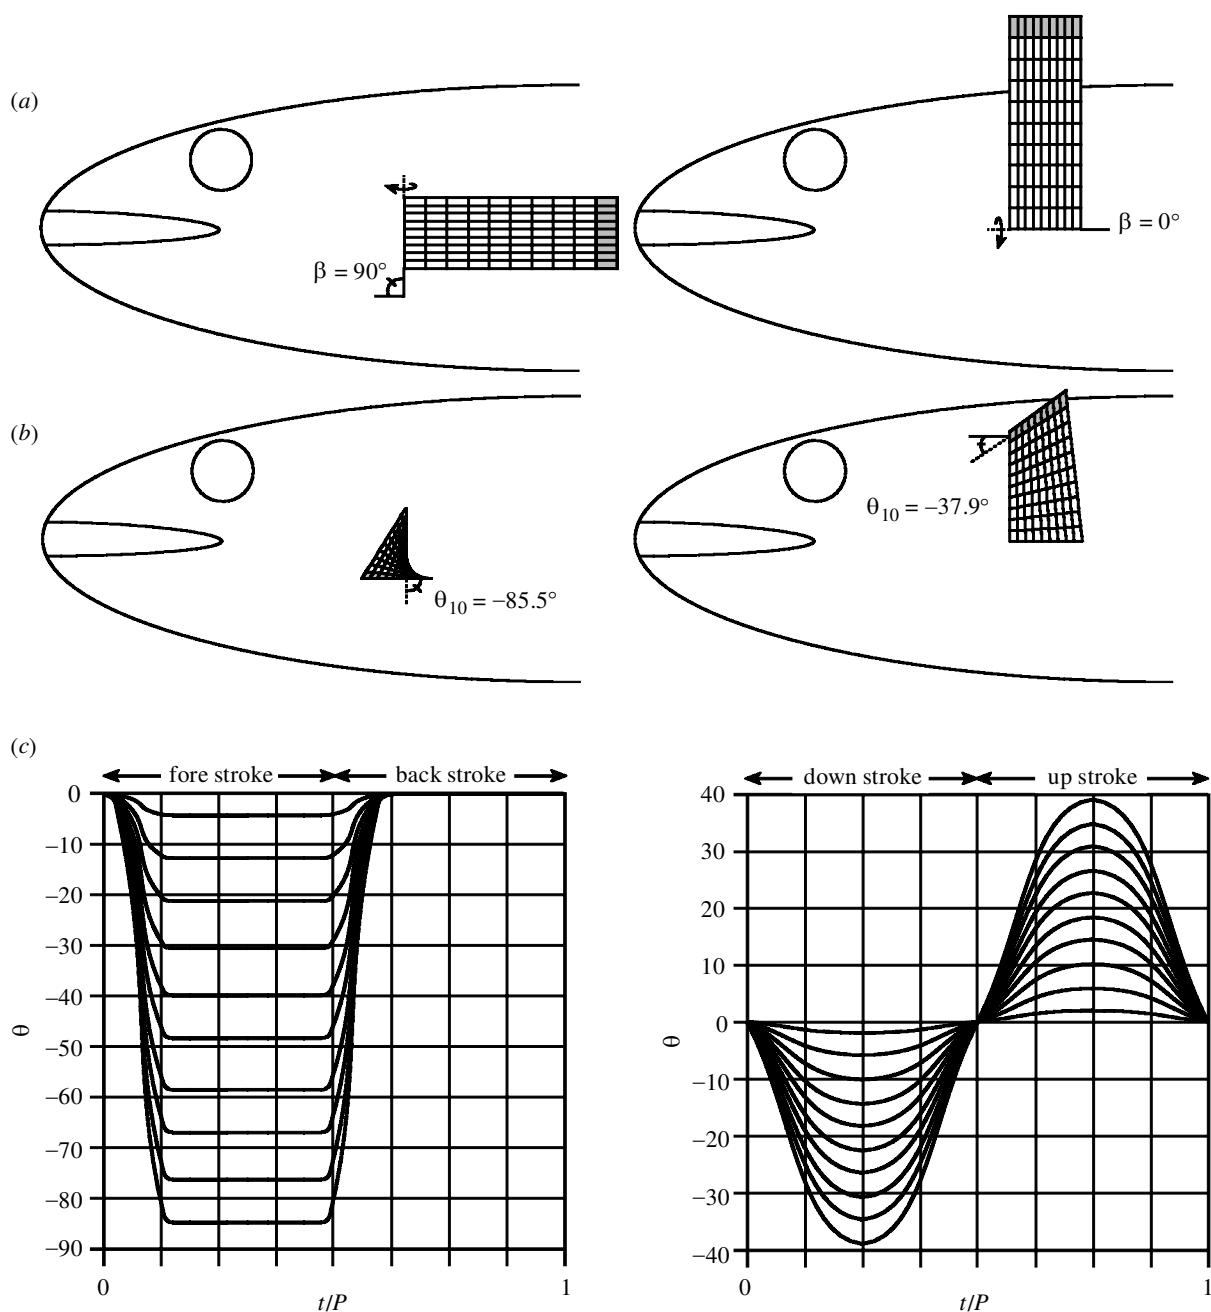 (a)
β = 90°
β = 0°
(b)
θ10 = –85.5°
θ10 = –37.9°
(c)
fore stroke
back stroke
0
–10
–20
–30
–40
–50
–60
–70
–80
–90
θ
0
1
t/P
down stroke
up stroke
40
30
20
10
0
–10
–20
–30
–40
θ
0
1
t/P